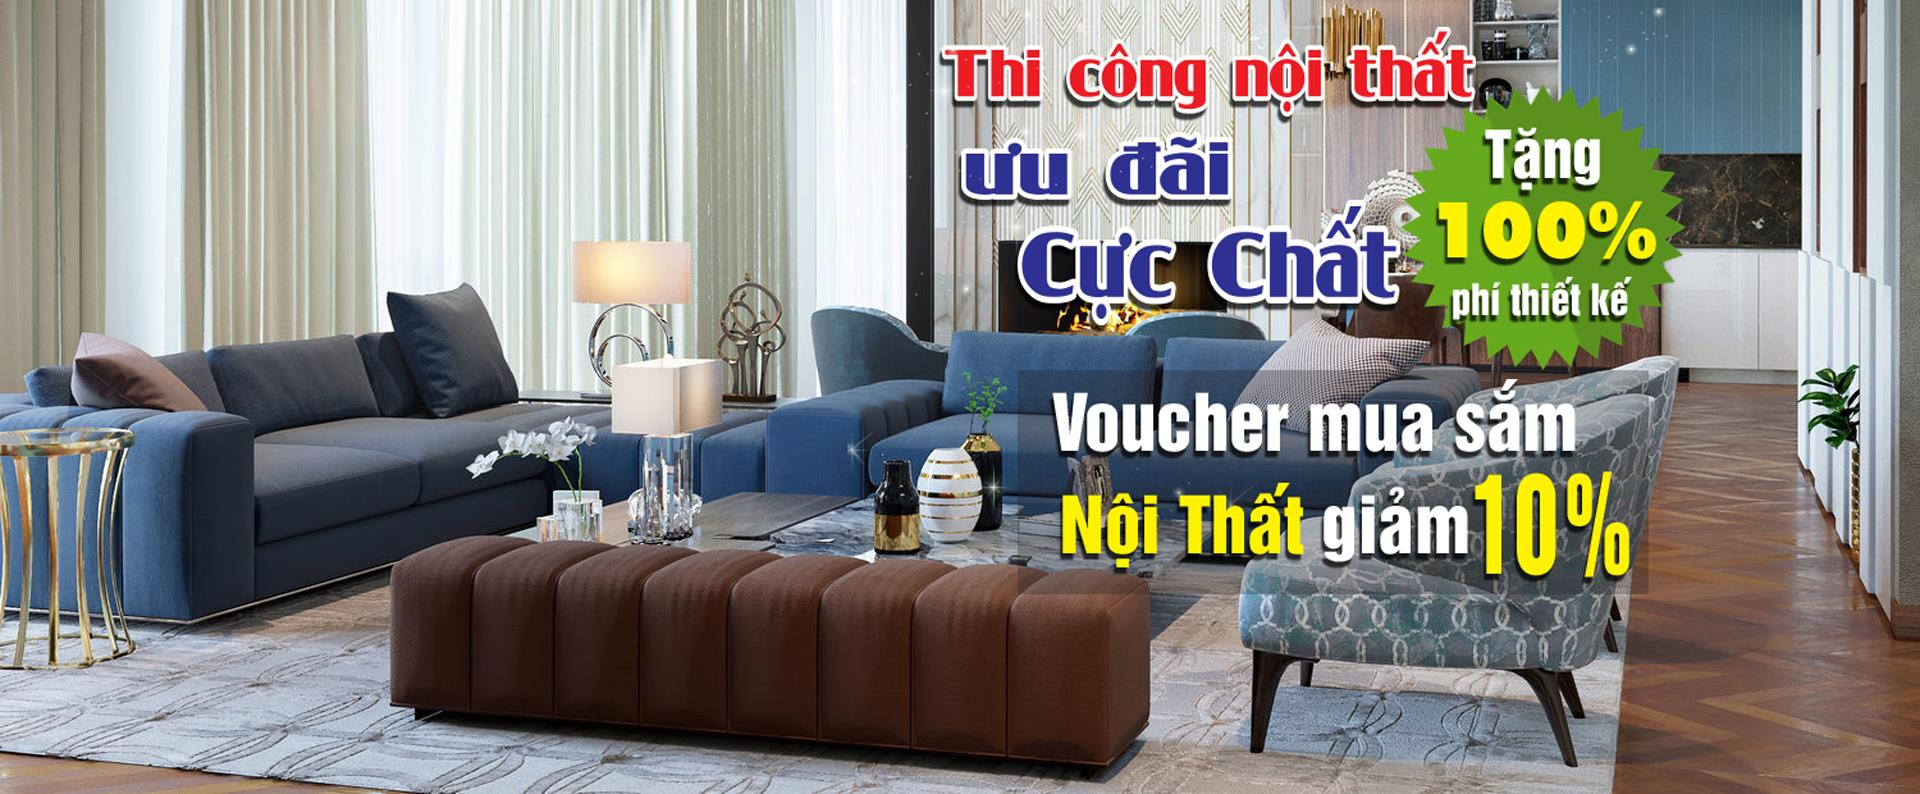 Thi công nội thất
ưu đãi
Cực Chất
Tặng
100%
phí thiết kế
Voucher mua sắm
Nội Thất giảm 10%